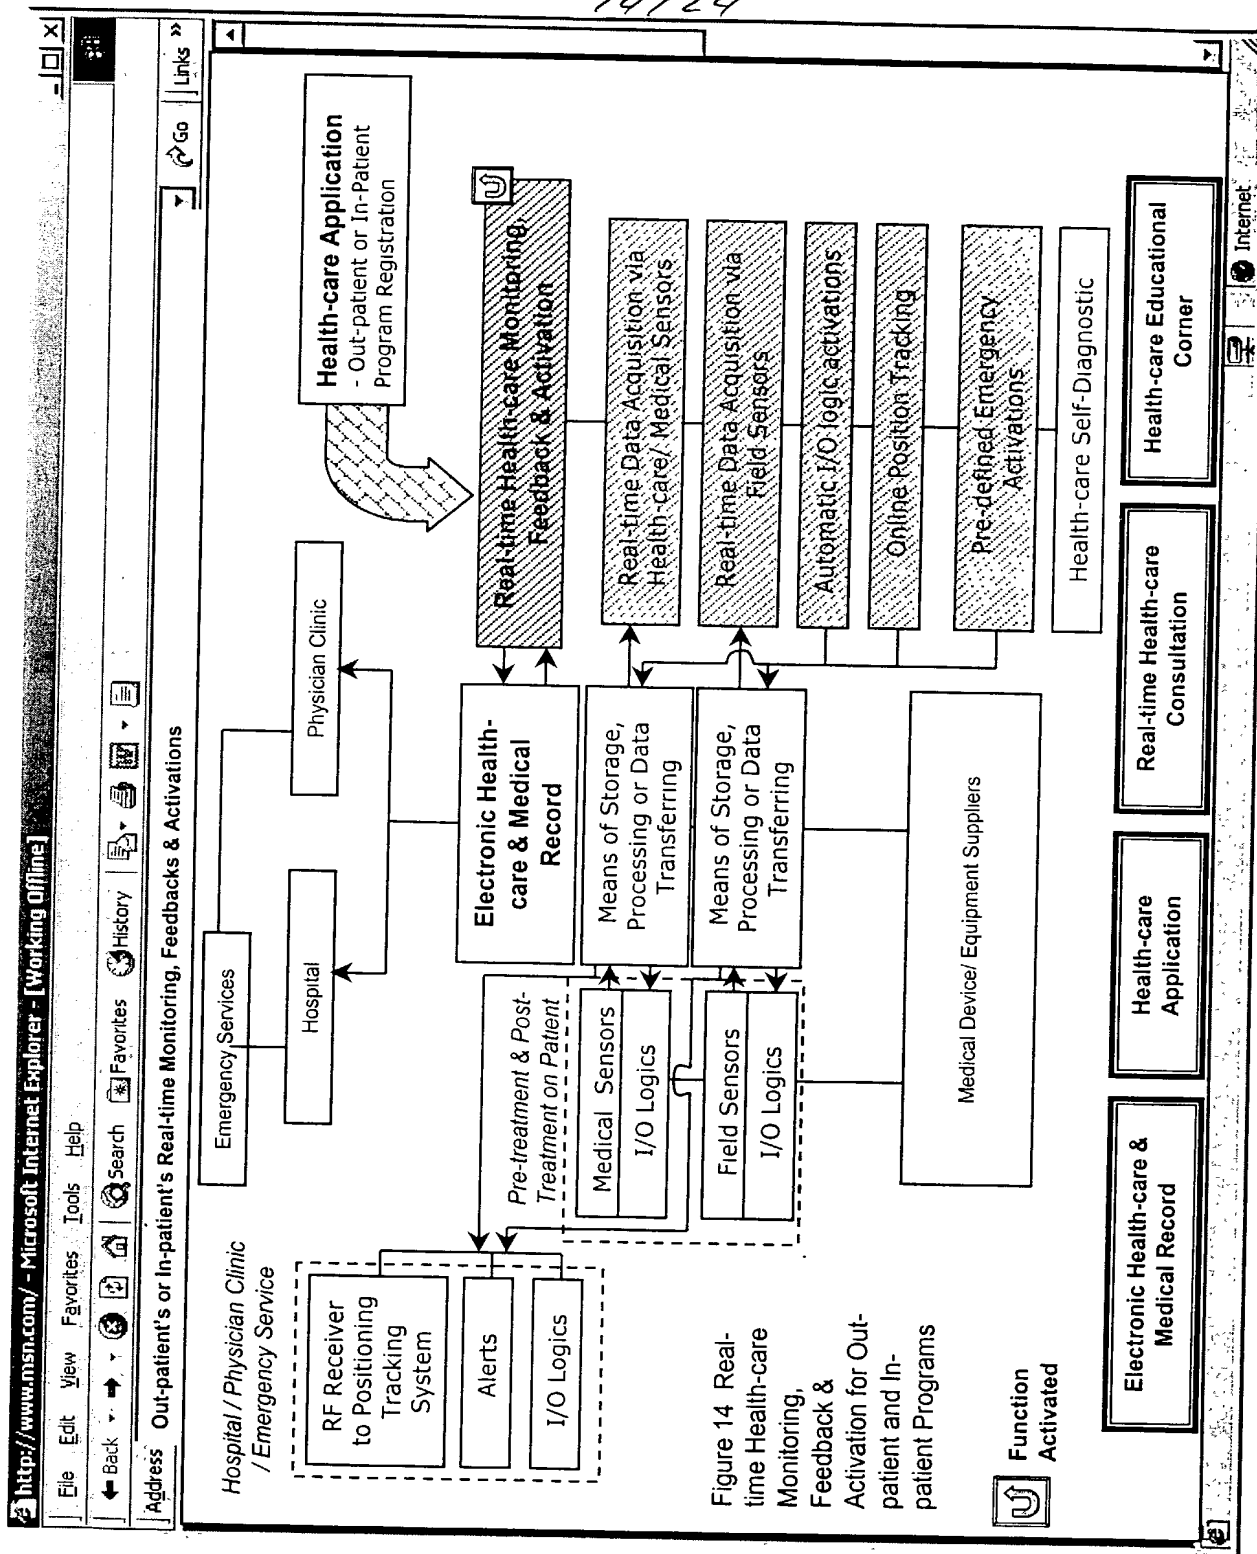 14/24
http://www.msn.com/ - Microsoft Internet Explorer - [Working Offline]
File Edit View Favorites Tools Help
Back Search Favorites History
Address Out-patient's or In-patient's Real-time Monitoring, Feedbacks & Activations Go Links »
Hospital / Physician Clinic
/ Emergency Service
RF Receiver
to Positioning
Tracking
System
Alerts
I/O Logics
Emergency Services
Hospital
Physician Clinic
Health-care Application
- Out-patient or In-Patient
Program Registration
Pre-treatment & Post-
Treatment on Patient
Medical Sensors
I/O Logics
Field Sensors
I/O Logics
Electronic Health-
care & Medical
Record
Means of Storage,
Processing or Data
Transferring
Means of Storage,
Processing or Data
Transferring
Medical Device/ Equipment Suppliers
Real-time Health-care Monitoring,
Feedback & Activation
Real-time Data Acquisition via
Health-care/ Medical Sensors
Real-time Data Acquisition via
Field Sensors
Automatic I/O logic activations
Online Position Tracking
Pre-defined Emergency
Activations
Health-care Self-Diagnostic
Figure 14 Real-
time Health-care
Monitoring,
Feedback &
Activation for Out-
patient and In-
patient Programs
Function
Activated
Electronic Health-care &
Medical Record
Health-care
Application
Real-time Health-care
Consultation
Health-care Educational
Corner
Internet